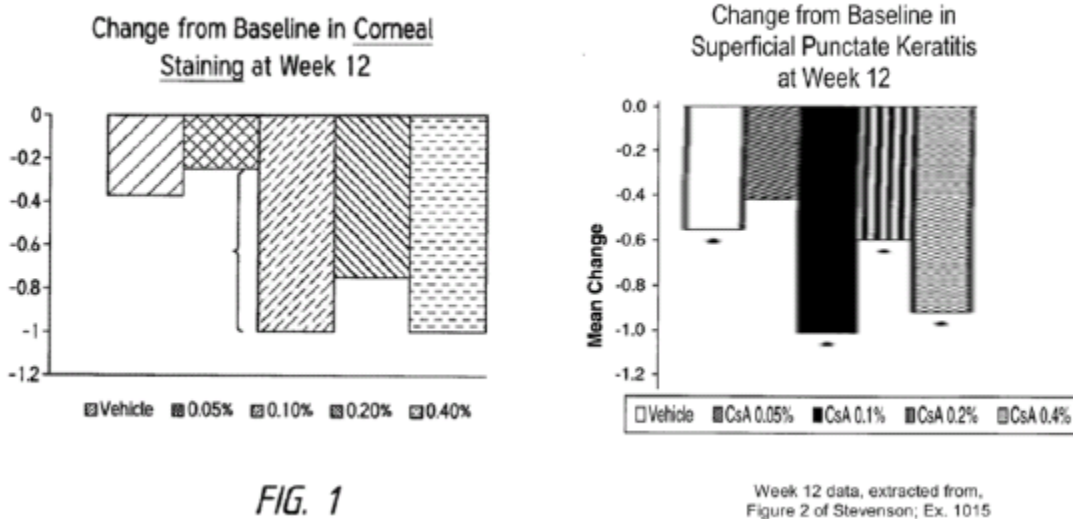 Change from Baseline in Corneal
Staining at Week 12
0
-0.2
-0.4
-0.6
-0.8
-1
-1.2
Vehicle 0.05% 0.10% 0.20% 0.40%
FIG. 1
Change from Baseline in
Superficial Punctate Keratitis
at Week 12
Mean Change
0.0
-0.2
-0.4
-0.6
-0.8
-1.0
-1.2
Vehicle CsA 0.05% CsA 0.1% CsA 0.2% CsA 0.4%
Week 12 data, extracted from,
Figure 2 of Stevenson; Ex. 1015